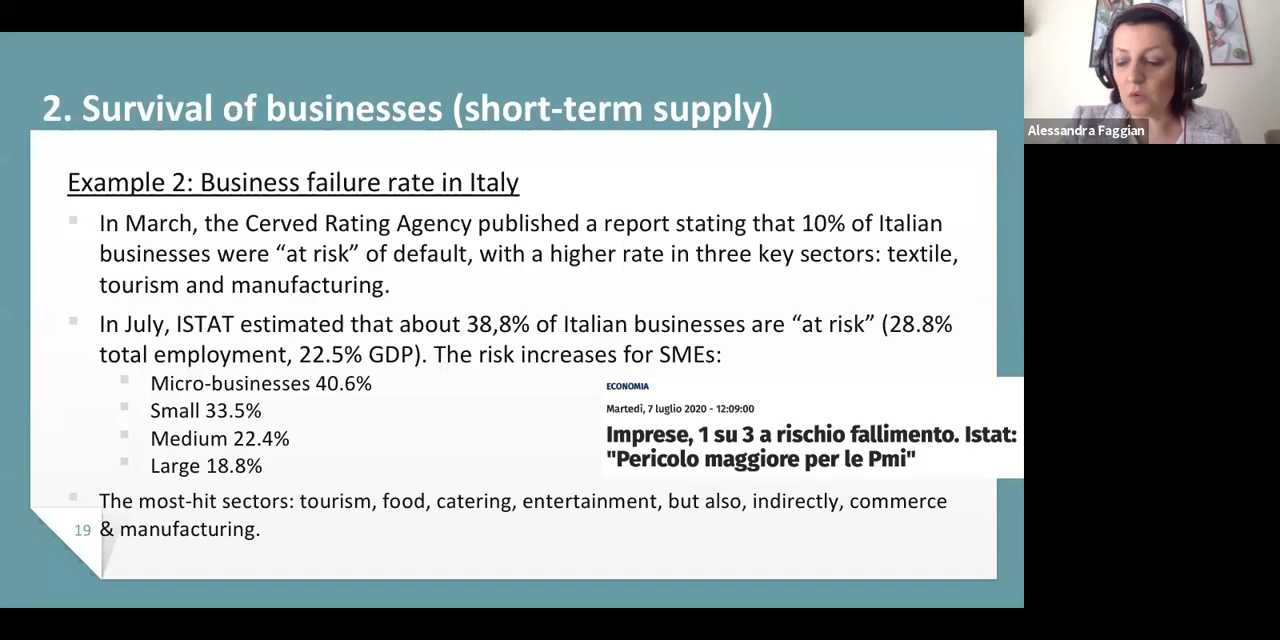 2. Survival of businesses (short-term supply)
Alessandra Faggian
Example 2: Business failure rate in Italy
In March, the Cerved Rating Agency published a report stating that 10% of Italian
businesses were “at risk” of default, with a higher rate in three key sectors: textile,
tourism and manufacturing.
In July, ISTAT estimated that about 38,8% of Italian businesses are “at risk” (28.8%
total employment, 22.5% GDP). The risk increases for SMEs:
Micro-businesses 40.6%
Small 33.5%
Medium 22.4%
Large 18.8%
ECONOMIA
Martedì, 7 luglio 2020 - 12:09:00
Imprese, 1 su 3 a rischio fallimento. Istat:
"Pericolo maggiore per le Pmi"
The most-hit sectors: tourism, food, catering, entertainment, but also, indirectly, commerce
& manufacturing.
19